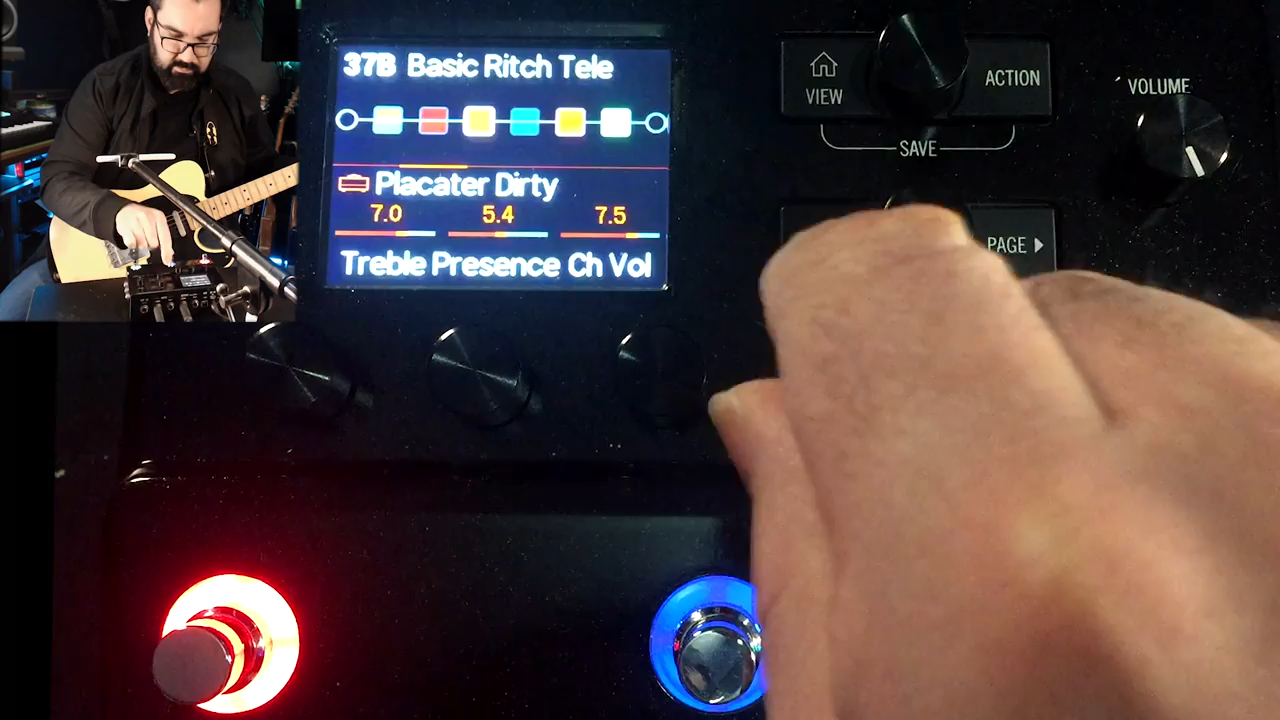 37B Basic Ritch Tele
Placater Dirty
7.0 5.4 7.5
Treble Presence Ch Vol
VIEW
ACTION
SAVE
PAGE
VOLUME